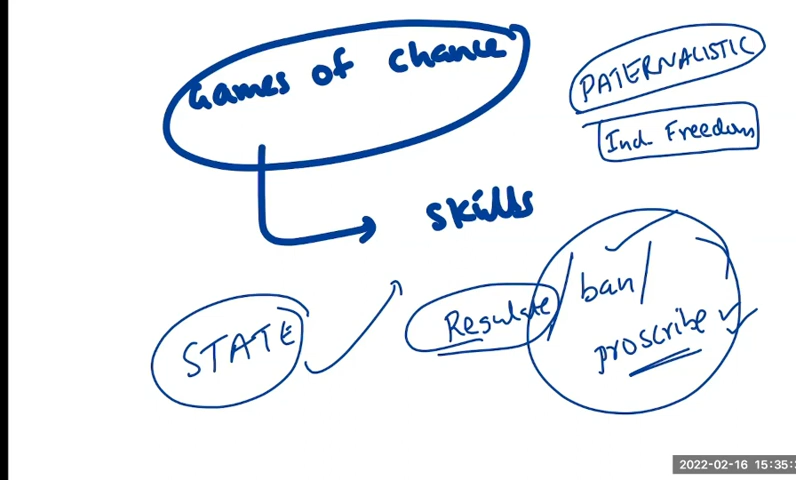 Games of chance
PATERNALISTIC
Ind. Freedom
skills
STATE
Regulate / ban /
proscribe
2022-02-16 15:35: